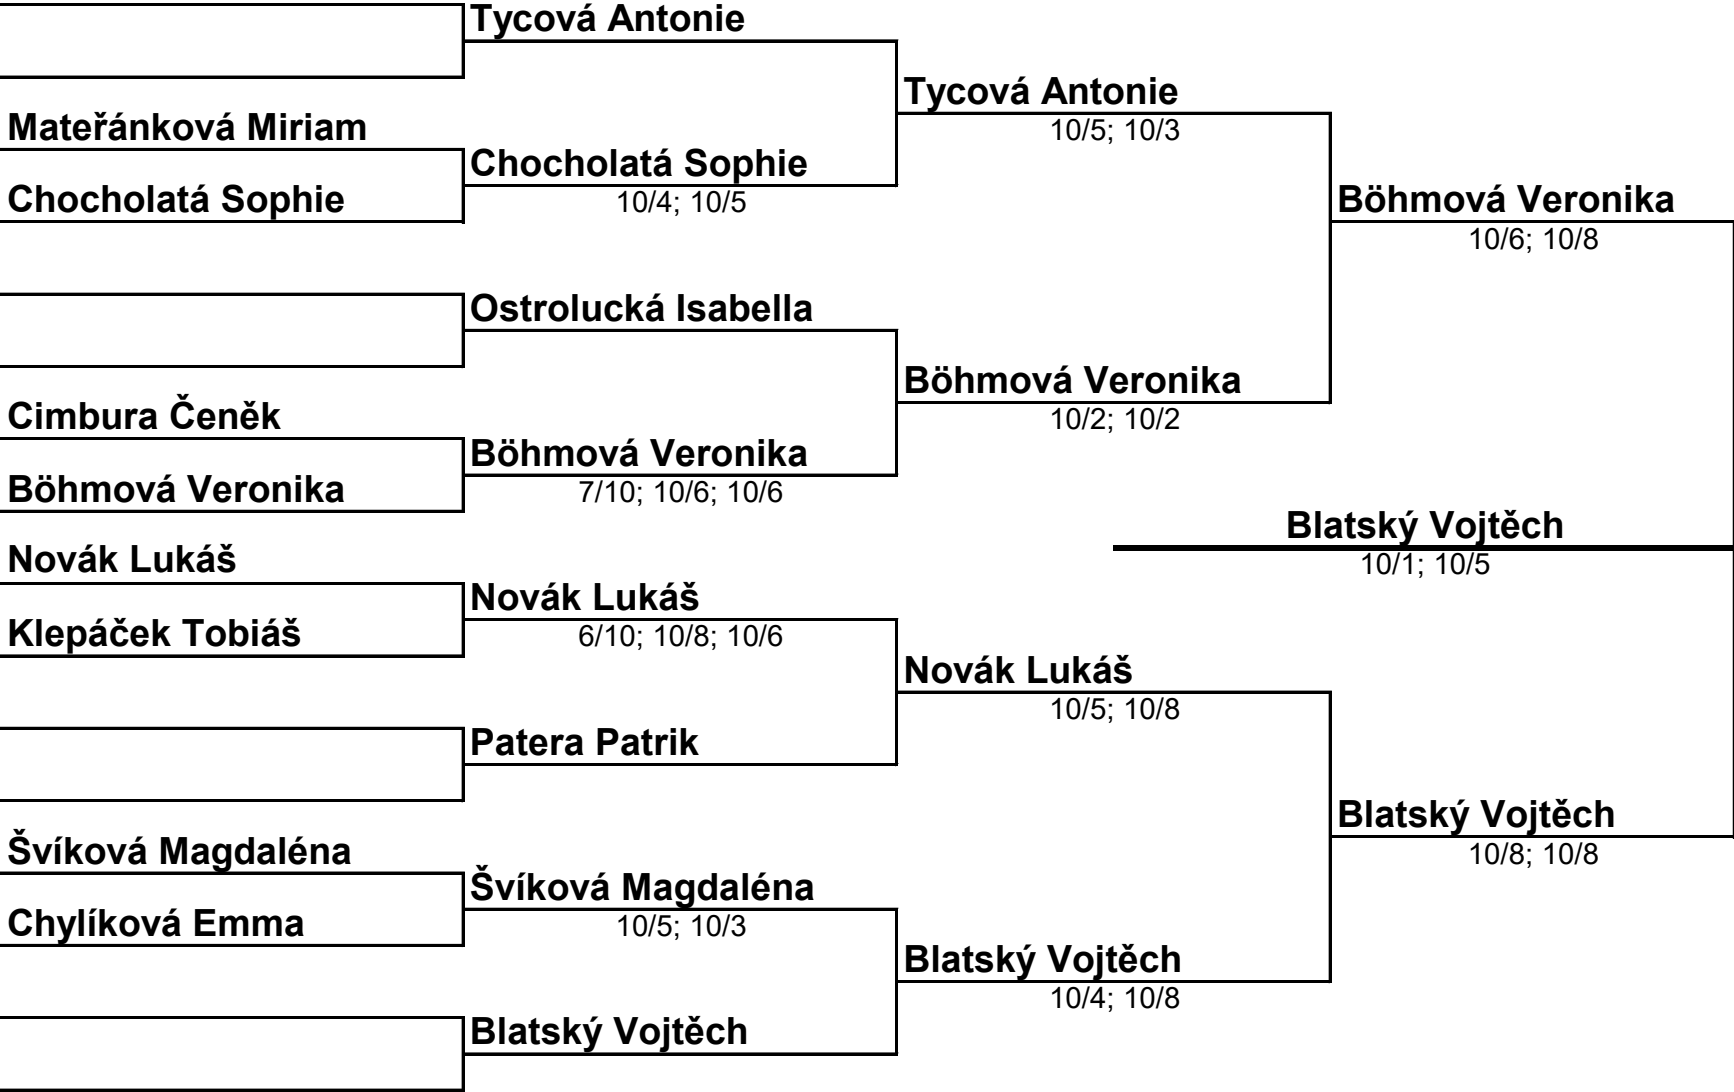 Tycová Antonie
Tycová Antonie
Mateřánková Miriam
10/5; 10/3
Chocholatá Sophie
Chocholatá Sophie
Böhmová Veronika
10/4; 10/5
10/6; 10/8
Ostrolucká Isabella
Böhmová Veronika
Cimbura Čeněk
10/2; 10/2
Böhmová Veronika
Böhmová Veronika
7/10; 10/6; 10/6
Blatský Vojtěch
Novák Lukáš
10/1; 10/5
Novák Lukáš
Klepáček Tobiáš
6/10; 10/8; 10/6
Novák Lukáš
10/5; 10/8
Patera Patrik
Blatský Vojtěch
Švíková Magdaléna
10/8; 10/8
Švíková Magdaléna
Chylíková Emma
10/5; 10/3
Blatský Vojtěch
10/4; 10/8
Blatský Vojtěch